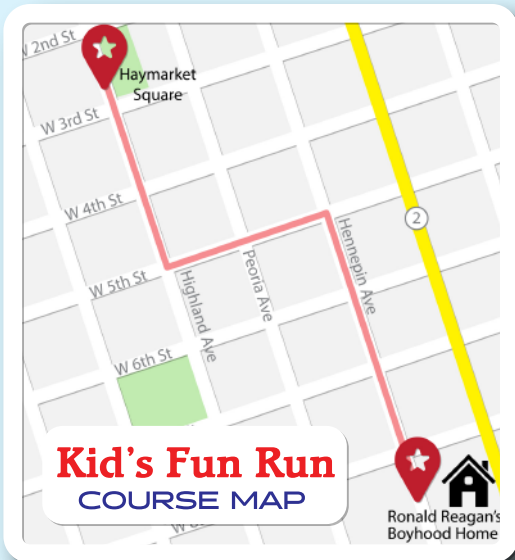 W 2nd St
Haymarket
Square
W 3rd St
W 4th St
2
Hennepin Ave
Peoria Ave
W 5th St
Highland Ave
W 6th St
Kid's Fun Run
COURSE MAP
Ronald Reagan's
Boyhood Home